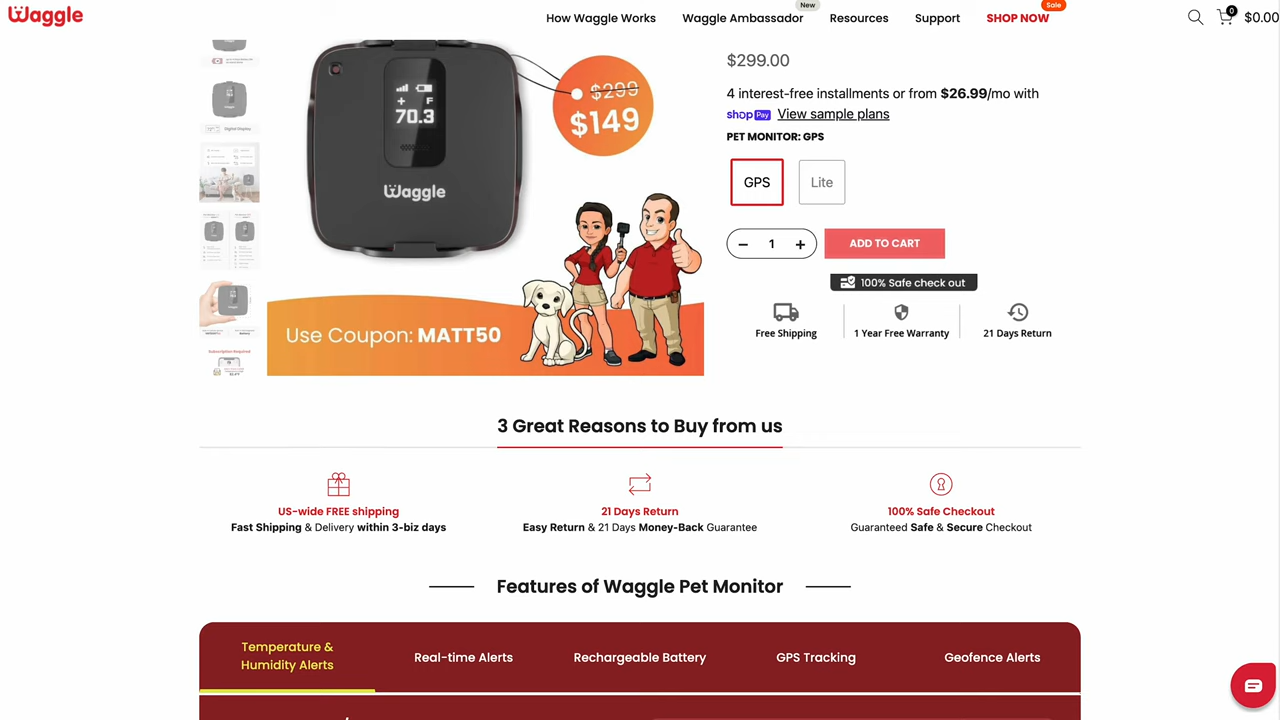 Waggle
How Waggle Works
Waggle Ambassador
New
Resources
Support
SHOP NOW
Sale
0
$0.00
Digital Display
Subscription Required
70.3
F
Waggle
$299
$149
Use Coupon: MATT50
$299.00
4 interest-free installments or from $26.99/mo with
shop Pay View sample plans
PET MONITOR: GPS
GPS
Lite
− 1 +
ADD TO CART
100% Safe check out
Free Shipping
1 Year Free Warranty
21 Days Return
3 Great Reasons to Buy from us
US-wide FREE shipping
Fast Shipping & Delivery within 3-biz days
21 Days Return
Easy Return & 21 Days Money-Back Guarantee
100% Safe Checkout
Guaranteed Safe & Secure Checkout
Features of Waggle Pet Monitor
Temperature &
Humidity Alerts
Real-time Alerts
Rechargeable Battery
GPS Tracking
Geofence Alerts